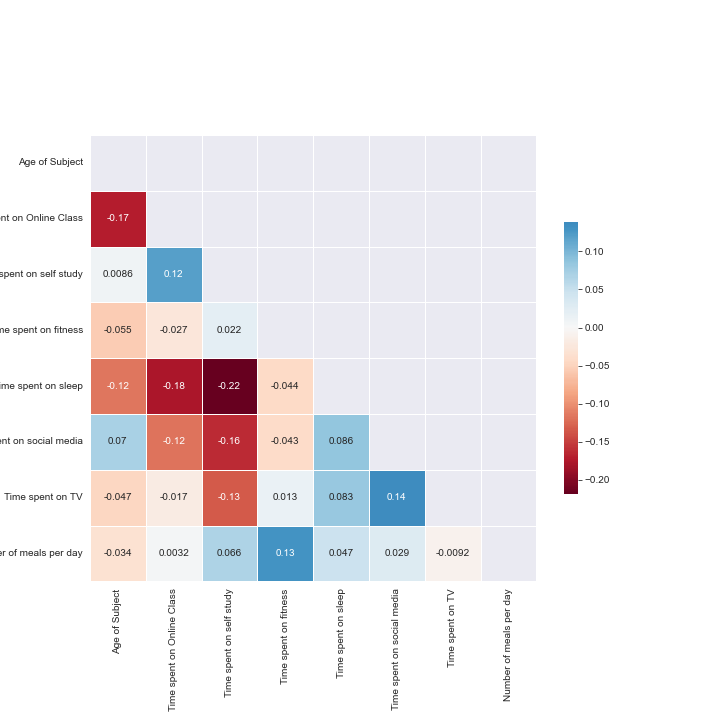 Age of Subject
nt on Online Class
-0.17
spent on self study
0.0086 0.12
me spent on fitness
-0.055 -0.027 0.022
ime spent on sleep
-0.12 -0.18 -0.22 -0.044
ent on social media
0.07 -0.12 -0.16 -0.043 0.086
Time spent on TV
-0.047 -0.017 -0.13 0.013 0.083 0.14
er of meals per day
-0.034 0.0032 0.066 0.13 0.047 0.029 -0.0092
Age of Subject
Time spent on Online Class
Time spent on self study
Time spent on fitness
Time spent on sleep
Time spent on social media
Time spent on TV
Number of meals per day
0.10
0.05
0.00
−0.05
−0.10
−0.15
−0.20